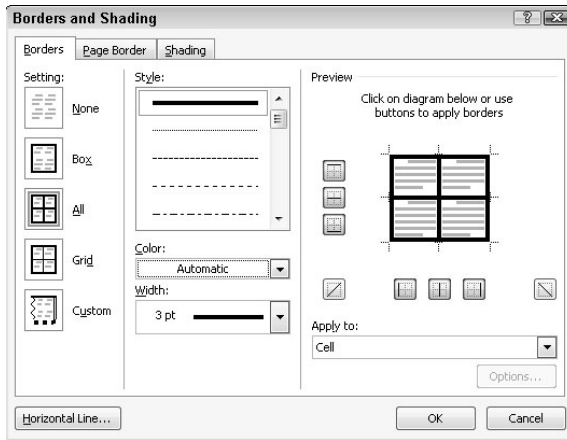 Borders and Shading
Borders
Page Border
Shading
Setting:
None
Box
All
Grid
Custom
Style:
Color:
Automatic
Width:
3 pt
Preview
Click on diagram below or use
buttons to apply borders
Apply to:
Cell
Options...
Horizontal Line...
OK
Cancel